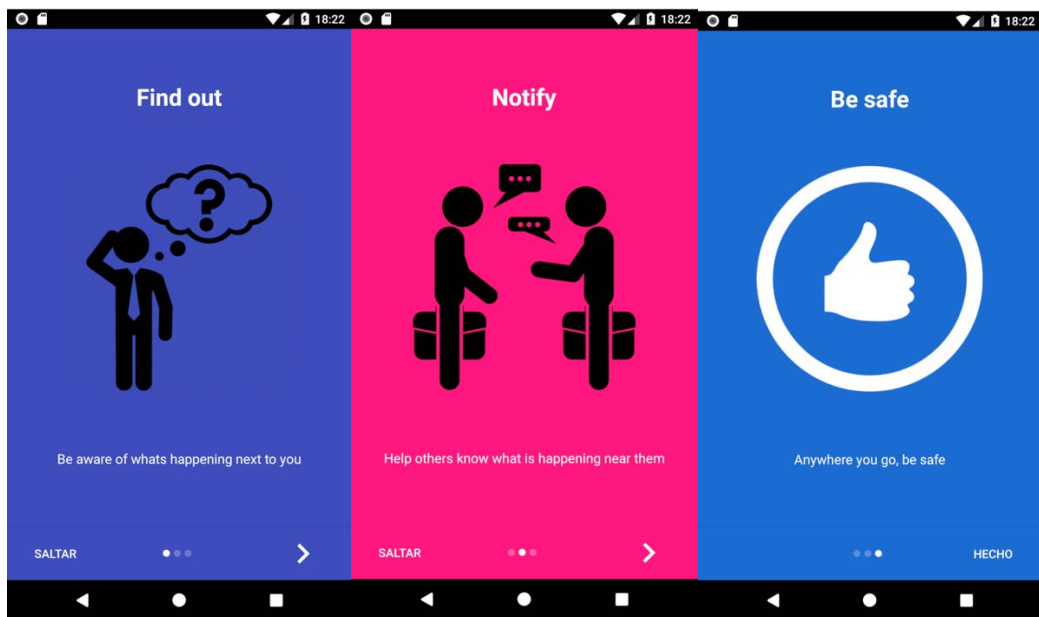 18:22
Find out
?
Be aware of whats happening next to you
SALTAR
18:22
Notify
Help others know what is happening near them
SALTAR
18:22
Be safe
Anywhere you go, be safe
HECHO